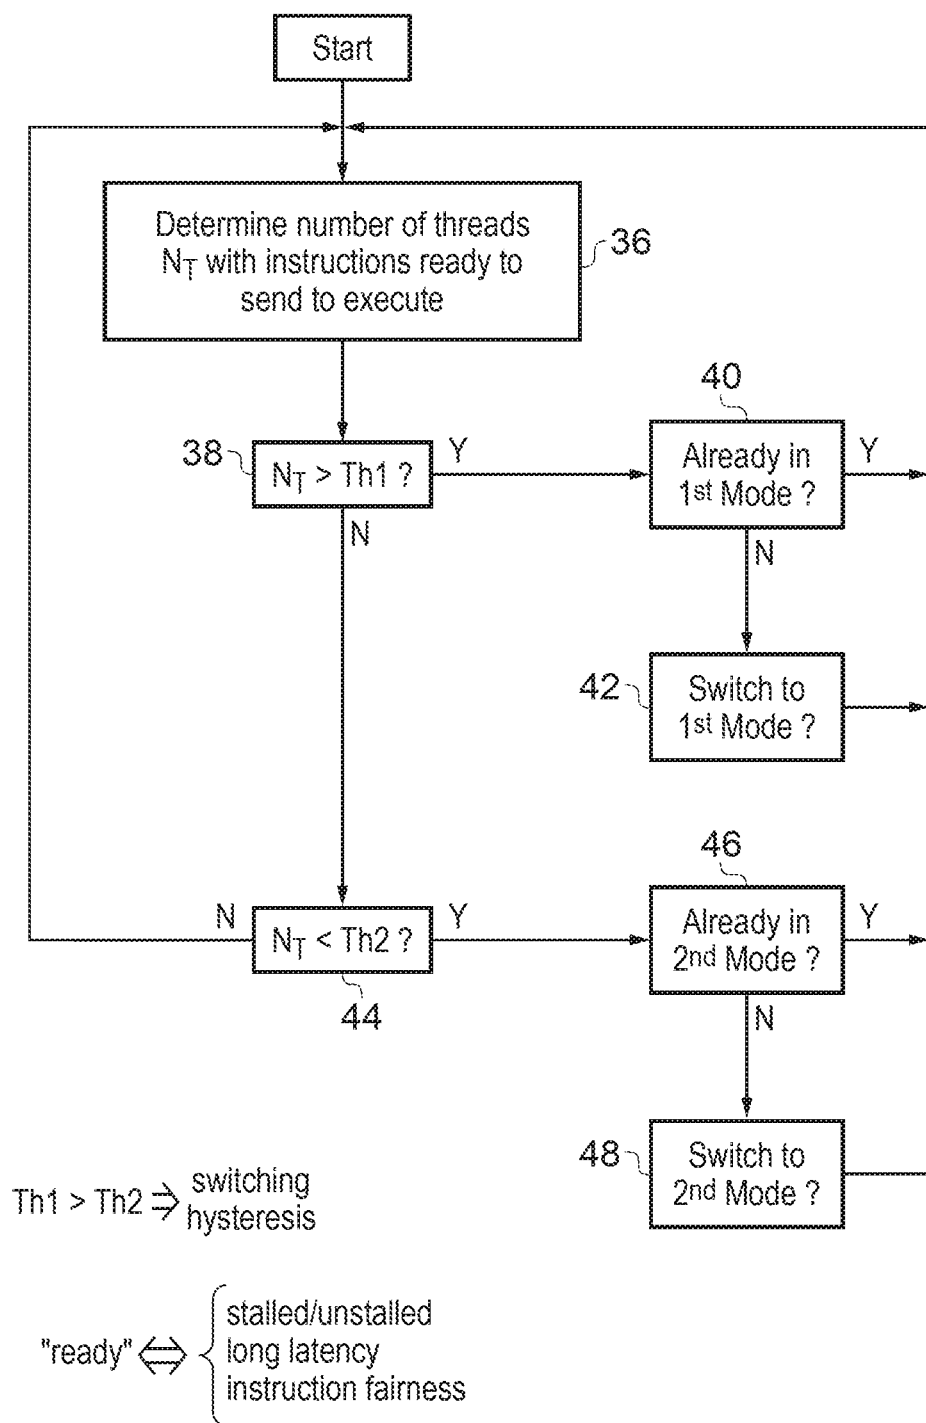 Start
Determine number of threads
NT with instructions ready to
send to execute
36
40
38
NT > Th1 ?
Y
Already in
1st Mode ?
Y
N
N
42
Switch to
1st Mode ?
46
N
NT < Th2 ?
Y
Already in
2nd Mode ?
Y
44
N
48
Switch to
2nd Mode ?
Th1 > Th2 ⇒ switching
hysteresis
"ready" ⇔ { stalled/unstalled
long latency
instruction fairness